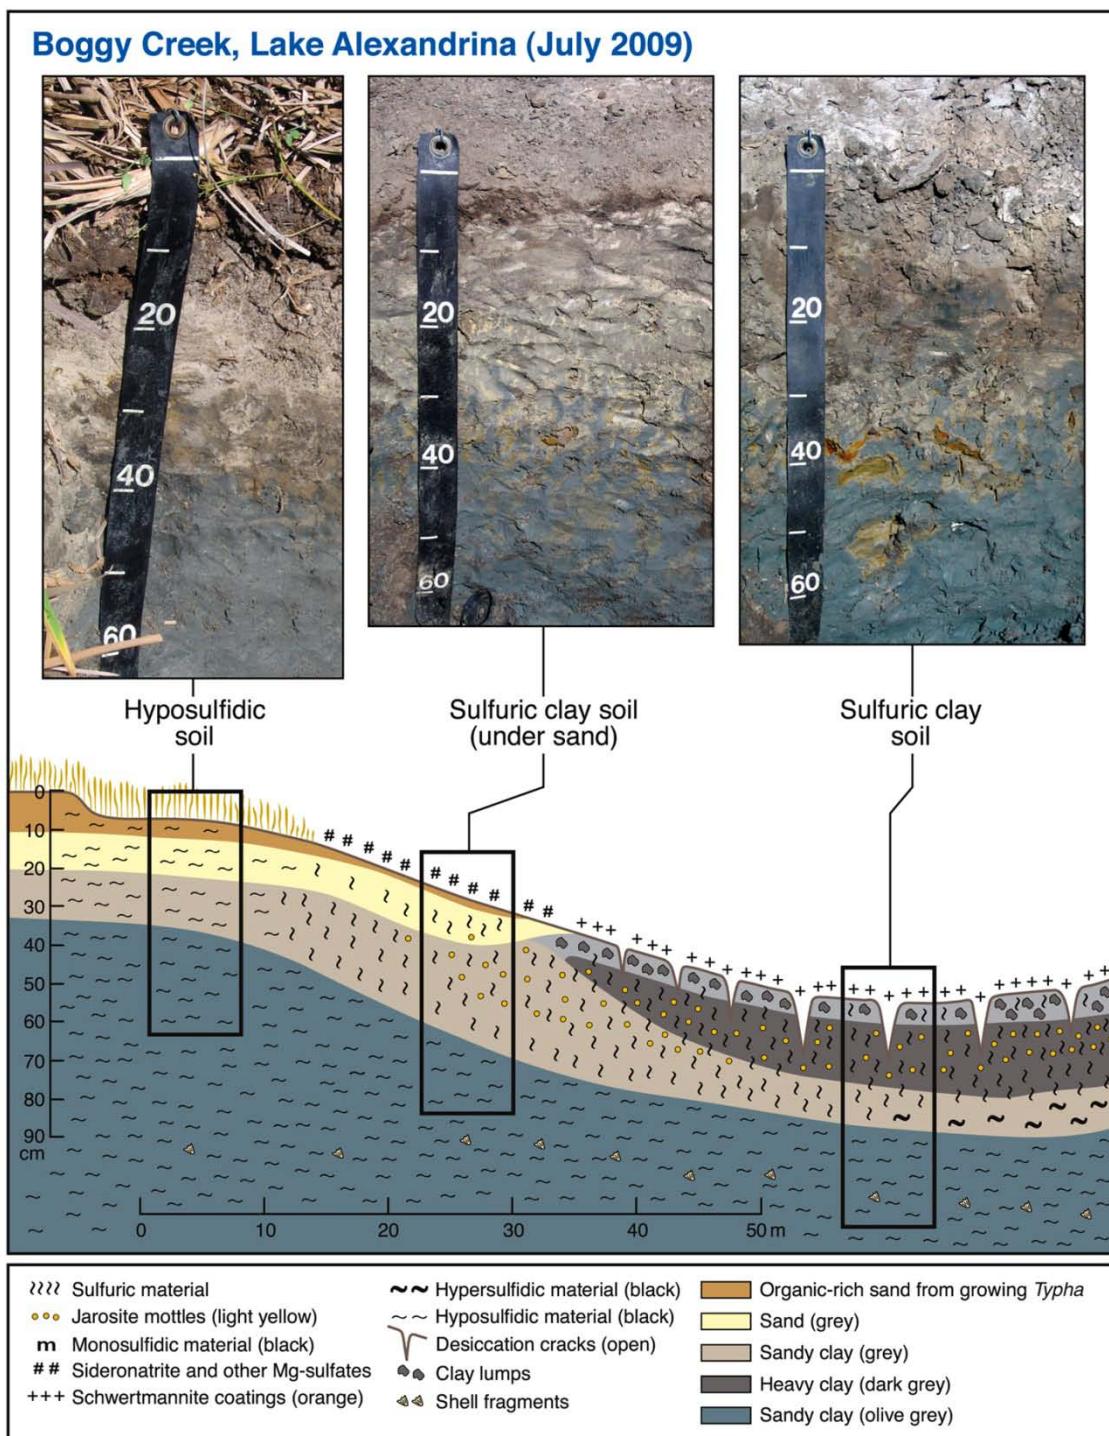 Boggy Creek, Lake Alexandrina (July 2009)
20
40
60
20
40
60
20
40
60
Hyposulfidic
soil
Sulfuric clay soil
(under sand)
Sulfuric clay
soil
0
10
20
30
40
50
60
70
80
90
cm
0 10 20 30 40 50 m
Sulfuric material
Jarosite mottles (light yellow)
m Monosulfidic material (black)
## Sideronatrite and other Mg-sulfates
+++ Schwertmannite coatings (orange)
Hypersulfidic material (black)
Hyposulfidic material (black)
Desiccation cracks (open)
Clay lumps
Shell fragments
Organic-rich sand from growing Typha
Sand (grey)
Sandy clay (grey)
Heavy clay (dark grey)
Sandy clay (olive grey)